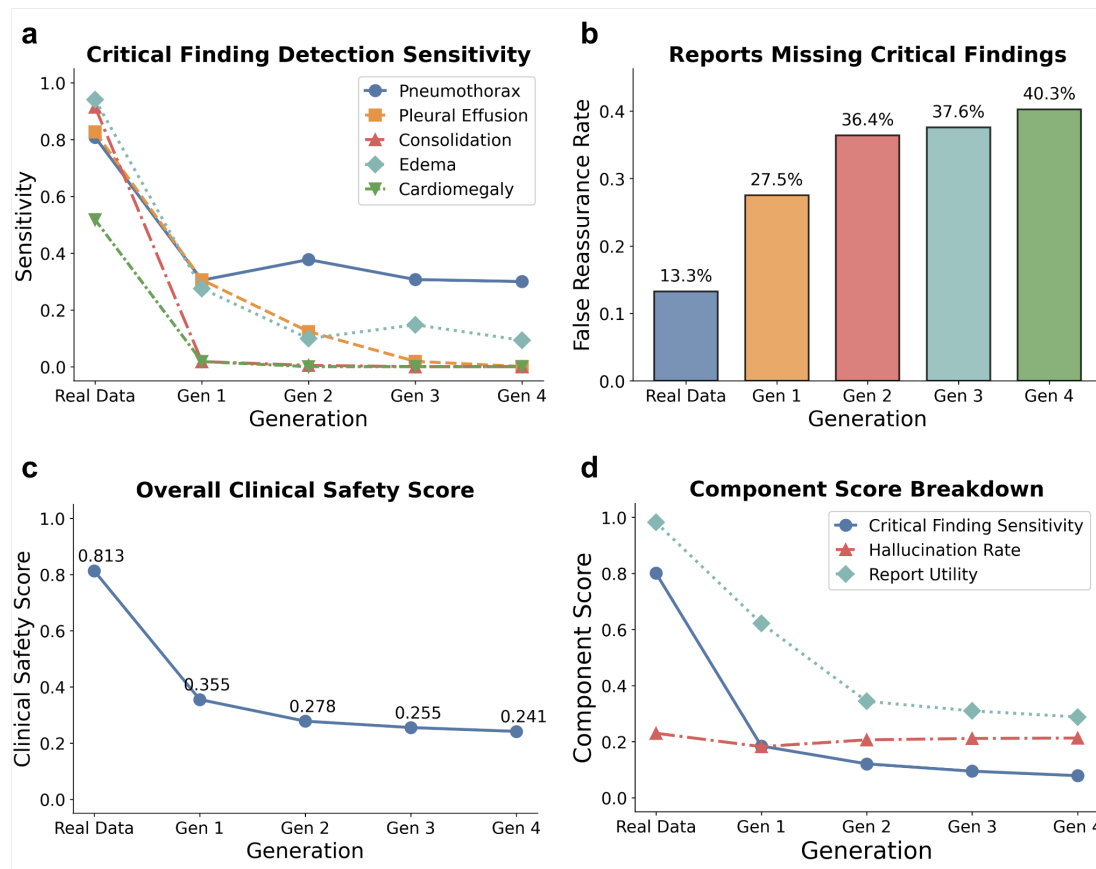 a
Critical Finding Detection Sensitivity
Sensitivity
1.0
0.8
0.6
0.4
0.2
0.0
Pneumothorax
Pleural Effusion
Consolidation
Edema
Cardiomegaly
Real Data Gen 1 Gen 2 Gen 3 Gen 4
Generation
b
Reports Missing Critical Findings
False Reassurance Rate
0.4
0.3
0.2
0.1
0.0
13.3%
27.5%
36.4%
37.6%
40.3%
Real Data Gen 1 Gen 2 Gen 3 Gen 4
Generation
c
Overall Clinical Safety Score
Clinical Safety Score
1.0
0.8
0.6
0.4
0.2
0.0
0.813
0.355
0.278
0.255
0.241
Real Data Gen 1 Gen 2 Gen 3 Gen 4
Generation
d
Component Score Breakdown
Component Score
1.0
0.8
0.6
0.4
0.2
0.0
Critical Finding Sensitivity
Hallucination Rate
Report Utility
Real Data Gen 1 Gen 2 Gen 3 Gen 4
Generation